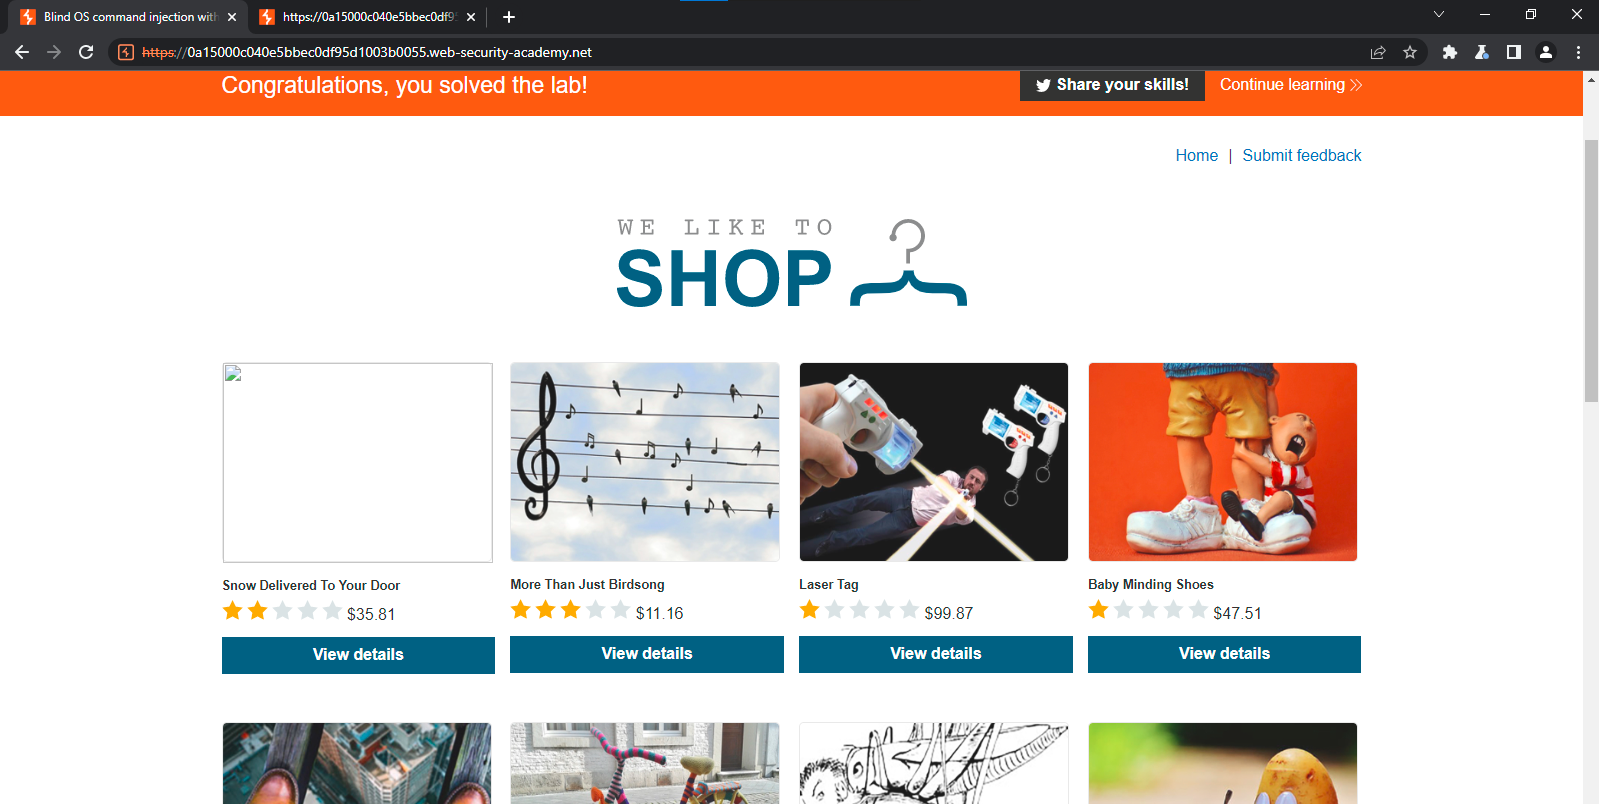 Blind OS command injection with
https://0a15000c040e5bbec0df95
https://0a15000c040e5bbec0df95d1003b0055.web-security-academy.net
Congratulations, you solved the lab!
Share your skills!
Continue learning
Home | Submit feedback
WE LIKE TO
SHOP
Snow Delivered To Your Door
$35.81
View details
More Than Just Birdsong
$11.16
View details
Laser Tag
$99.87
View details
Baby Minding Shoes
$47.51
View details